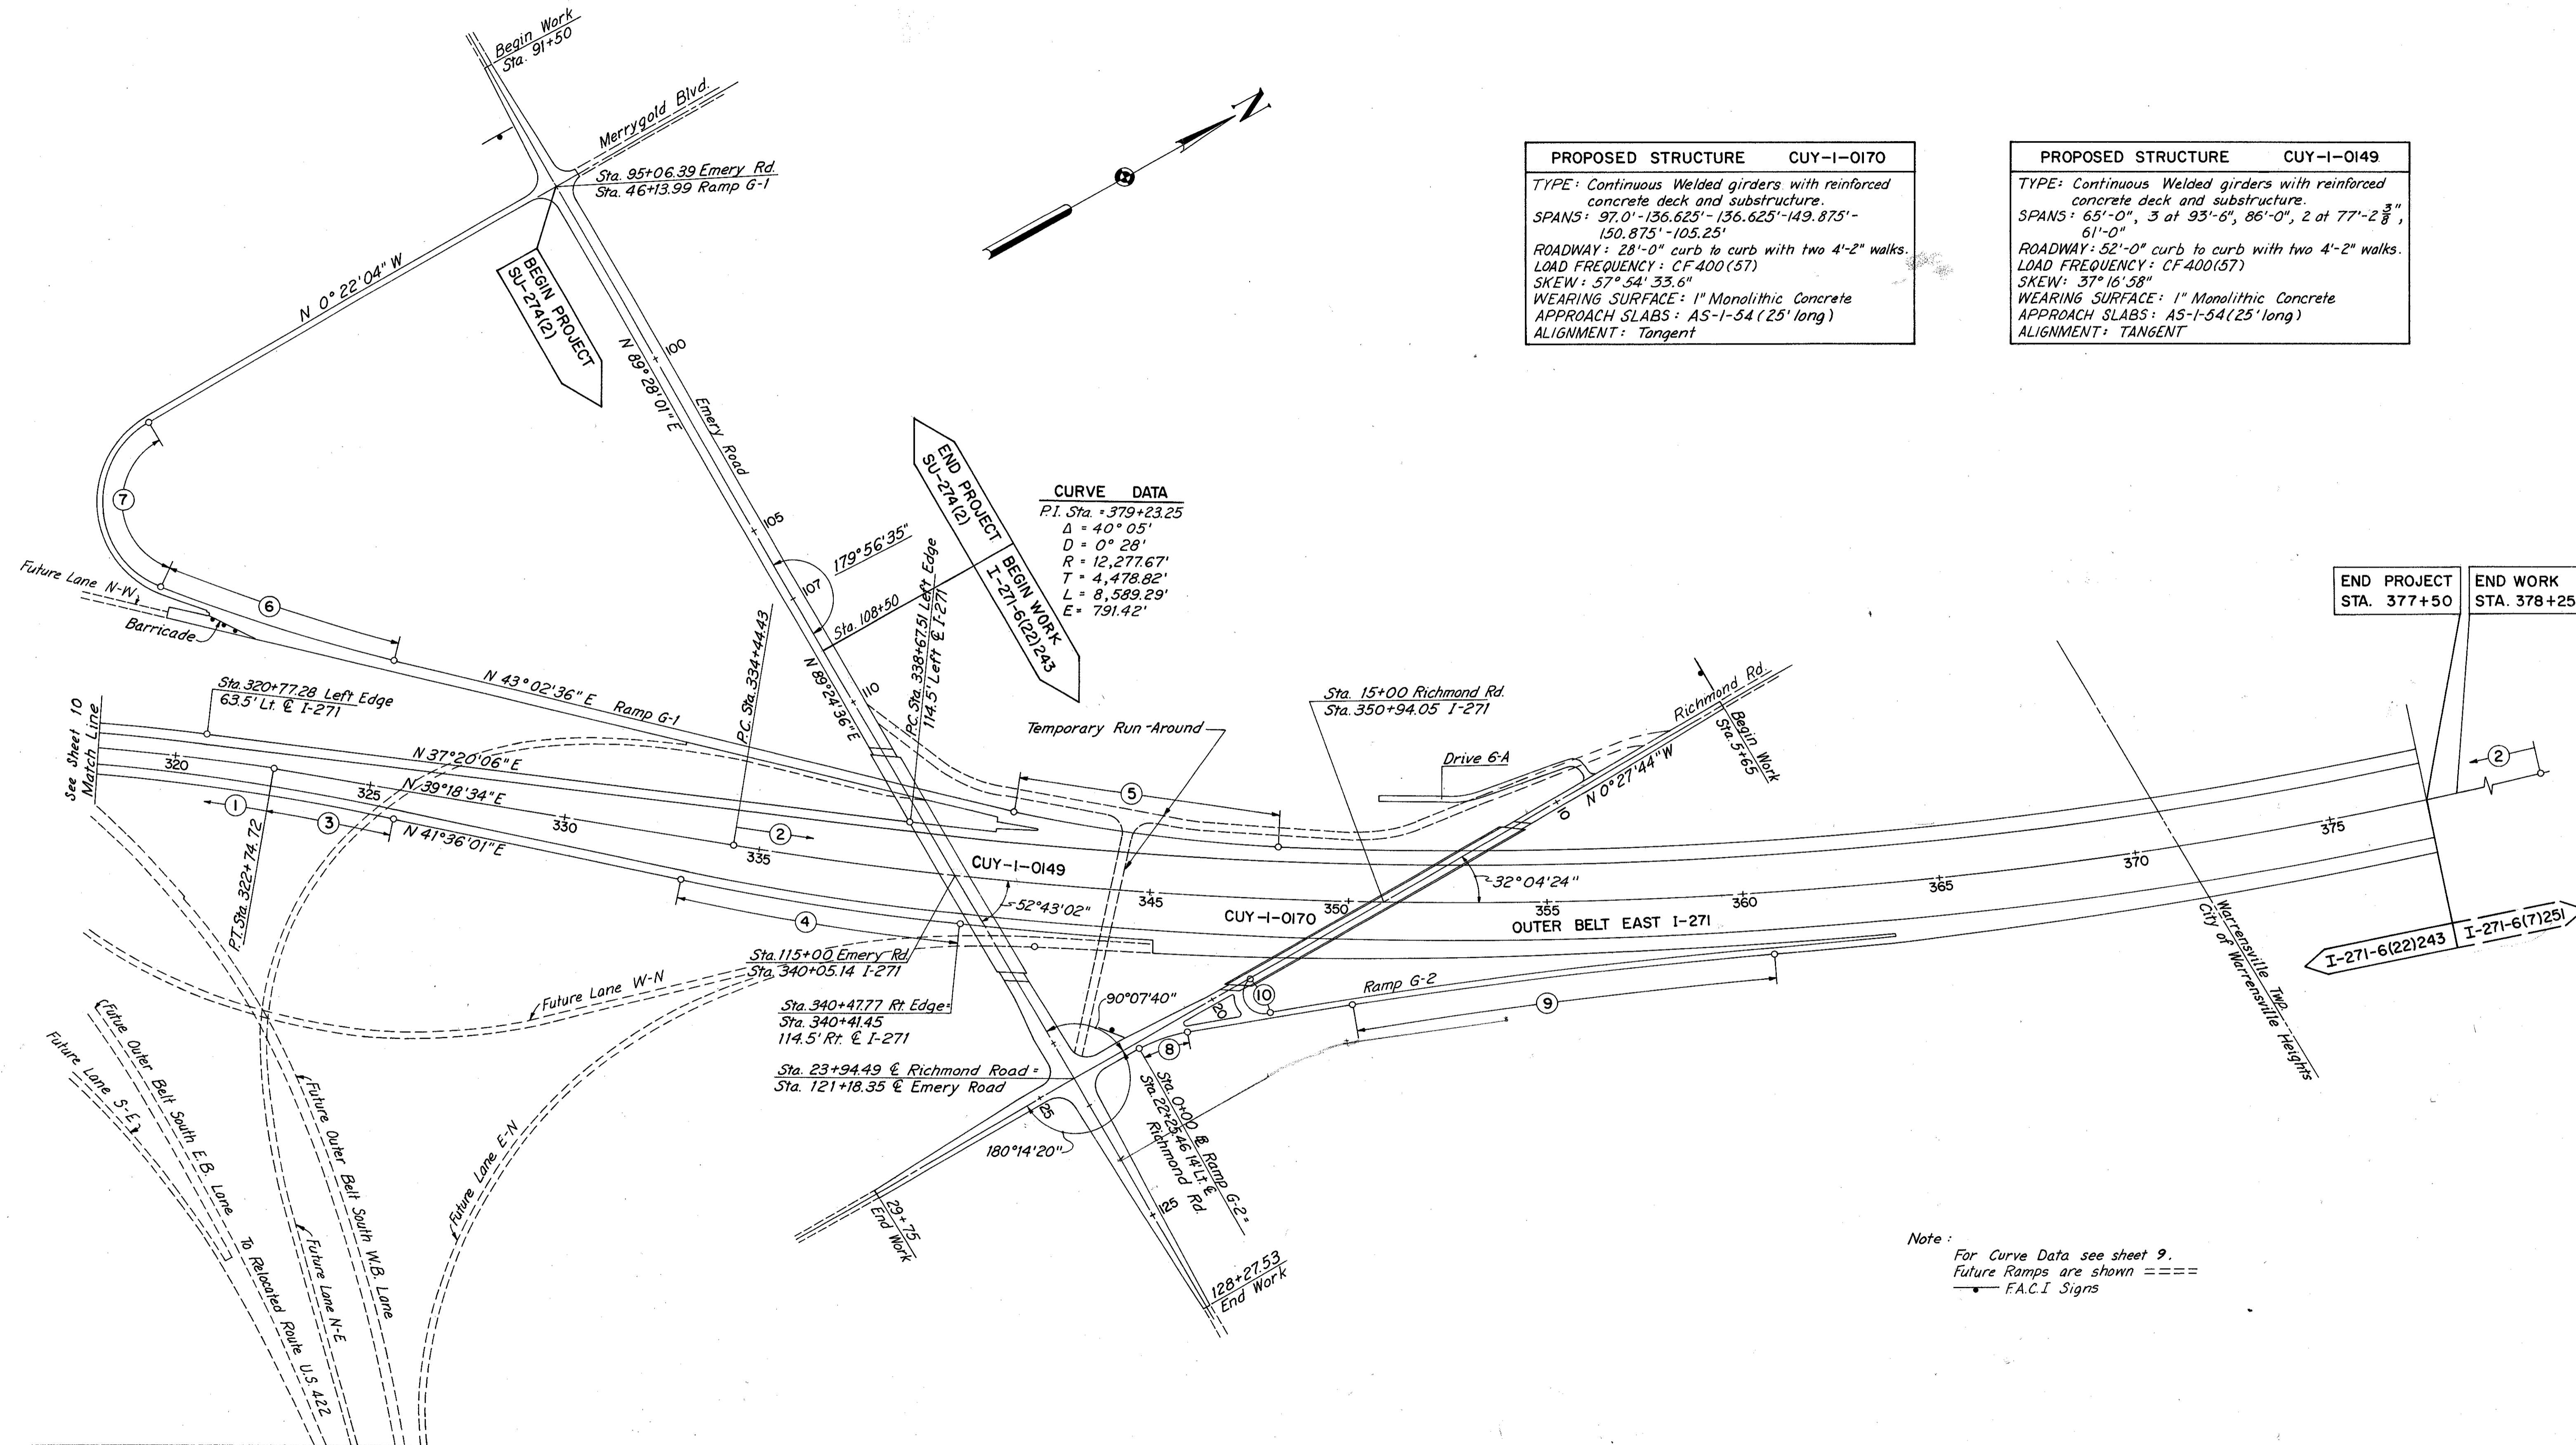 Begin Work
Sta. 91+50
Merrygold Blvd.
Sta. 95+06.39 Emery Rd.
Sta. 46+13.99 Ramp G-1
N 0° 22' 04" W
BEGIN PROJECT
SU-274(2)
N
PROPOSED STRUCTURE CUY-1-0170
TYPE: Continuous Welded girders with reinforced
concrete deck and substructure.
SPANS: 97.0'-136.625'-136.625'-149.875'-
150.875'-105.25'
ROADWAY: 28'-0" curb to curb with two 4'-2" walks.
LOAD FREQUENCY: CF 400(57)
SKEW: 57° 54' 33.6"
WEARING SURFACE: 1" Monolithic Concrete
APPROACH SLABS: AS-1-54 (25' long)
ALIGNMENT: Tangent
PROPOSED STRUCTURE CUY-1-0149
TYPE: Continuous Welded girders with reinforced
concrete deck and substructure.
SPANS: 65'-0", 3 at 93'-6", 86'-0", 2 at 77'-2 3/8",
61'-0"
ROADWAY: 52'-0" curb to curb with two 4'-2" walks.
LOAD FREQUENCY: CF 400(57)
SKEW: 37° 16' 58"
WEARING SURFACE: 1" Monolithic Concrete
APPROACH SLABS: AS-1-54 (25' long)
ALIGNMENT: TANGENT
100
N 89° 28' 01" E
Emery Road
105
107
179° 56' 35"
Sta. 108+50
END PROJECT
SU-274(2)
BEGIN WORK
I-271-6(22)243
CURVE DATA
P.I. Sta. = 379+23.25
Δ = 40° 05'
D = 0° 28'
R = 12,277.67'
T = 4,478.82'
L = 8,589.29'
E = 791.42'
7
6
Future Lane N-W
Barricade
N 43° 02' 36" E Ramp G-1
See Sheet 10
Match Line
Sta. 320+77.28 Left Edge
63.5' Lt. ℄ I-271
N 37° 20' 06" E
320
325
N 39° 18' 34" E
330
1
3
N 41° 36' 01" E
P.T. Sta. 322+74.72
P.C. Sta. 334+44.43
2
335
N 89° 24' 36" E
110
P.C. Sta. 338+67.51 Left Edge
114.5' Left ℄ I-271
Temporary Run-Around
5
CUY-1-0149
52° 43' 02"
345
CUY-1-0170
350
Sta. 15+00 Richmond Rd.
Sta. 350+94.05 I-271
Drive 6-A
Richmond Rd.
Begin Work
Sta. 5+65
N 0° 27' 44" W
10
32° 04' 24"
355
360
365
370
375
OUTER BELT EAST I-271
END PROJECT
STA. 377+50
END WORK
STA. 378+25
2
I-271-6(22)243
I-271-6(7)251
Warrensville Two.
City of Warrensville Heights
4
Sta. 115+00 Emery Rd.
Sta. 340+05.14 I-271
Sta. 340+47.77 Rt. Edge=
Sta. 340+41.45
114.5' Rt. ℄ I-271
Sta. 23+94.49 ℄ Richmond Road =
Sta. 121+18.35 ℄ Emery Road
90° 07' 40"
20
10
8
Ramp G-2
9
25
180° 14' 20"
Sta. 0+00 ℄ Ramp G-2=
Sta. 22+25.46 14' Lt. ℄
Richmond Rd.
29+75
End Work
125
128+27.53
End Work
Future Lane W-N
Future Lane E-N
Futue Outer Belt South E.B. Lane
Future Lane S-E
Future Outer Belt South W.B. Lane
Future Lane N-E
To Relocated Route U.S. 422
Note:
For Curve Data see sheet 9.
Future Ramps are shown ====
F.A.C.I Signs